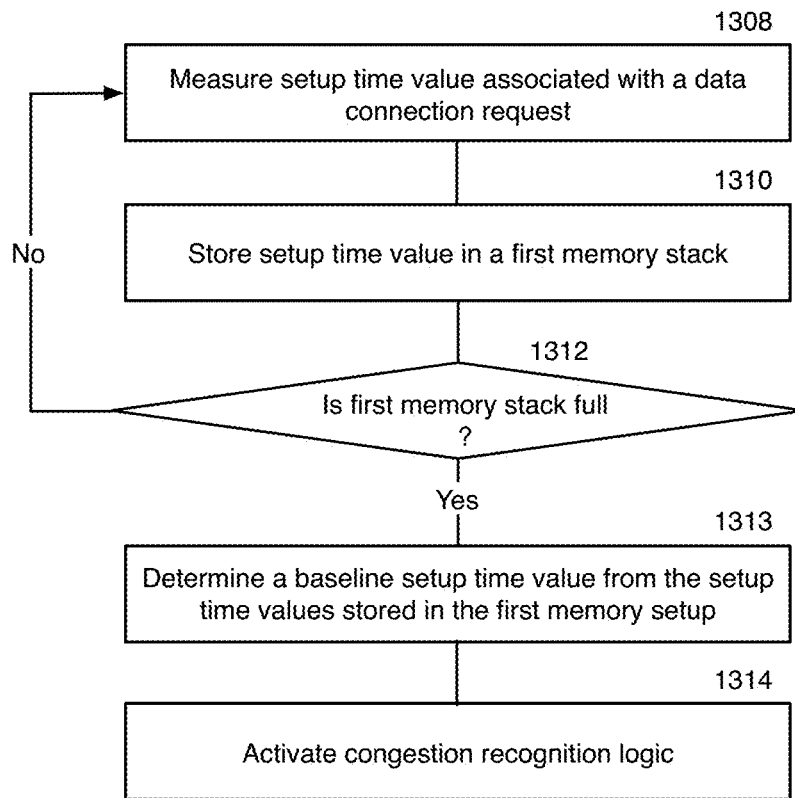 1308
Measure setup time value associated with a data
connection request
1310
Store setup time value in a first memory stack
No
1312
Is first memory stack full
?
Yes
1313
Determine a baseline setup time value from the setup
time values stored in the first memory setup
1314
Activate congestion recognition logic